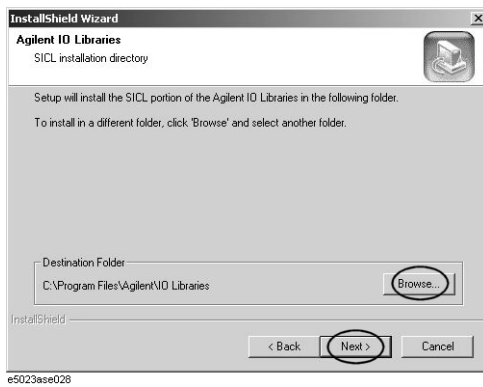 InstallShield Wizard
Agilent IO Libraries
SICL installation directory
Setup will install the SICL portion of the Agilent IO Libraries in the following folder.
To install in a different folder, click 'Browse' and select another folder.
Destination Folder
C:\Program Files\Agilent\IO Libraries
Browse...
InstallShield
< Back
Next >
Cancel
e5023ase028